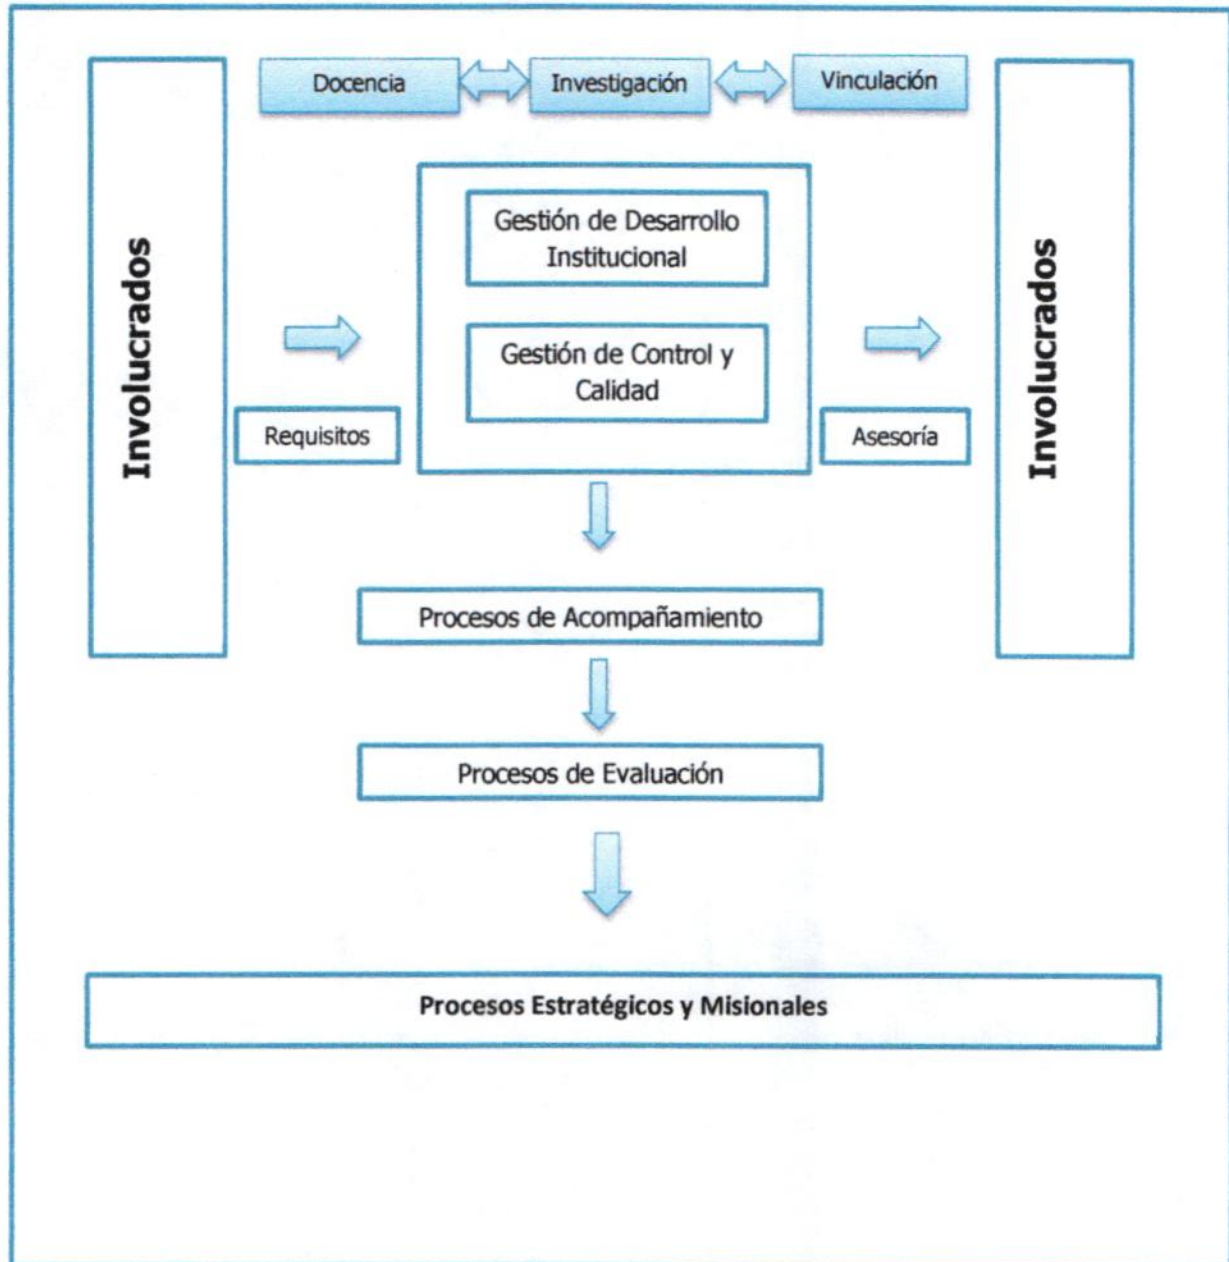 Docencia
Investigación
Vinculación
Involucrados
Gestión de Desarrollo
Institucional
Gestión de Control y
Calidad
Requisitos
Asesoría
Involucrados
Procesos de Acompañamiento
Procesos de Evaluación
Procesos Estratégicos y Misionales